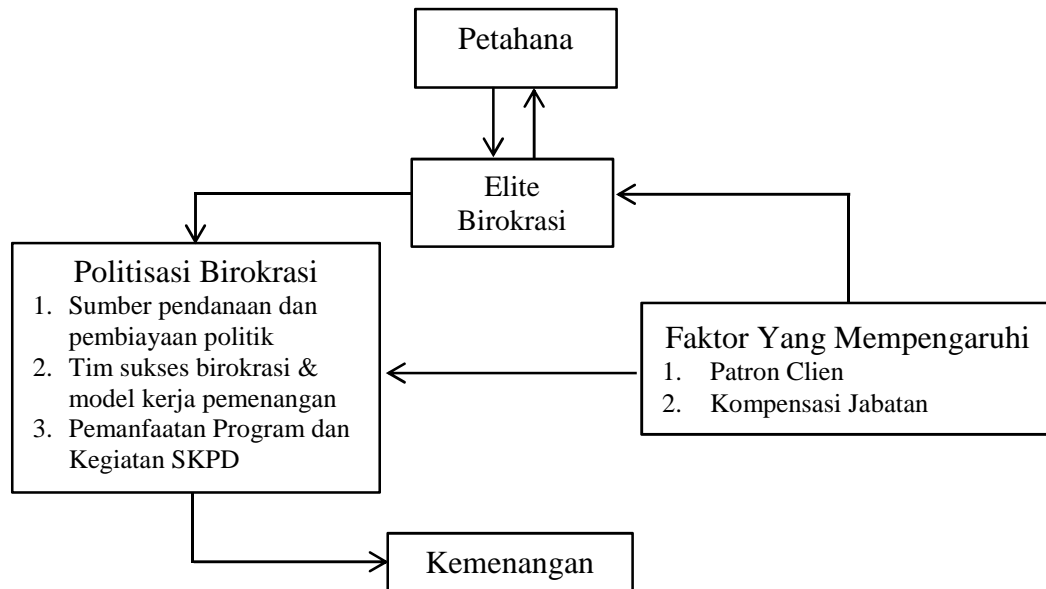 Petahana
Elite
Birokrasi
Politisasi Birokrasi
1. Sumber pendanaan dan
pembiayaan politik
2. Tim sukses birokrasi &
model kerja pemenangan
3. Pemanfaatan Program dan
Kegiatan SKPD
Faktor Yang Mempengaruhi
1. Patron Clien
2. Kompensasi Jabatan
Kemenangan